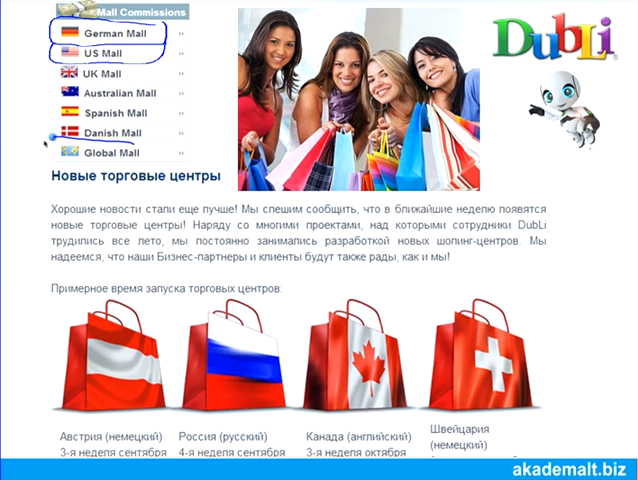 Mall Commissions
German Mall
US Mall
UK Mall
Australian Mall
Spanish Mall
Danish Mall
Global Mall
DubLi
Новые торговые центры
Хорошие новости стали еще лучше! Мы спешим сообщить, что в ближайшие неделю появятся
новые торговые центры! Наряду со многими проектами, над которыми сотрудники DubLi
трудились все лето, мы постоянно занимались разработкой новых шопинг-центров. Мы
надеемся, что наши Бизнес-партнеры и клиенты будут также рады, как и мы!
Примерное время запуска торговых центров:
Австрия (немецкий)
3-я неделя сентября
Россия (русский)
4-я неделя сентября
Канада (английский)
3-я неделя октября
Швейцария
(немецкий)
akademalt.biz